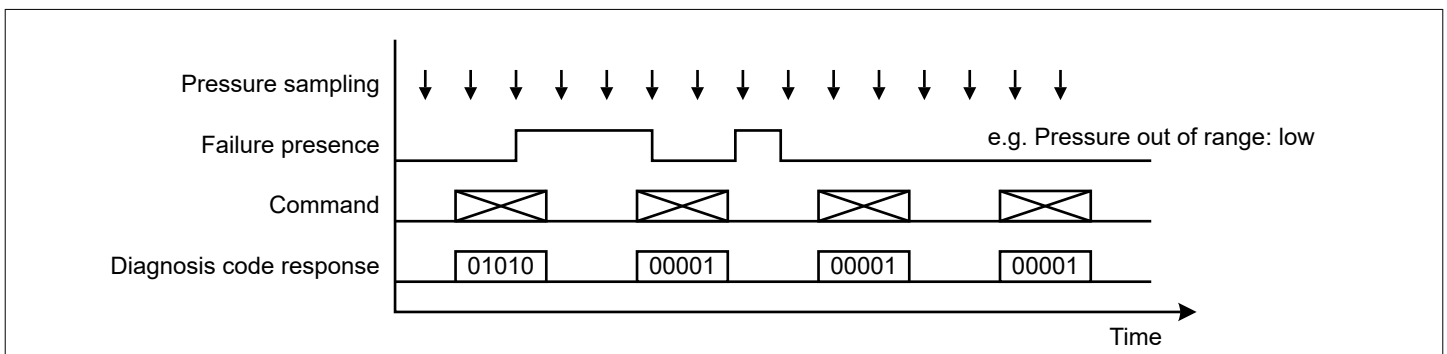 Pressure sampling
Failure presence
e.g. Pressure out of range: low
Command
Diagnosis code response
01010
00001
00001
00001
Time